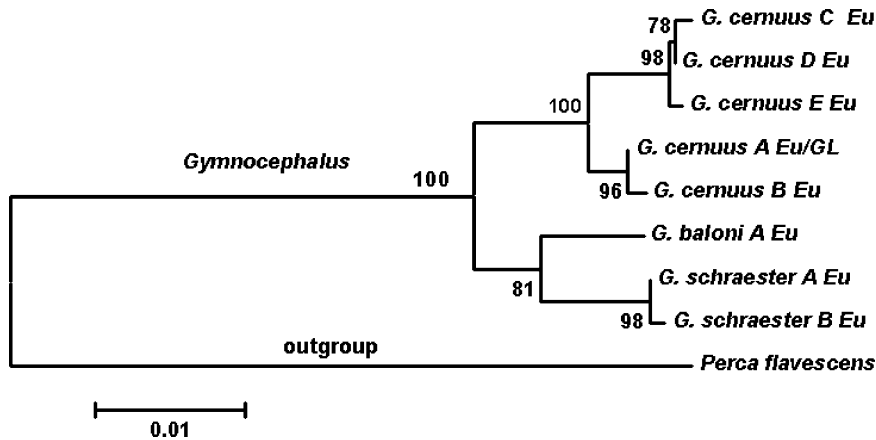 78
G. cernuus C Eu
98
G. cernuus D Eu
100
G. cernuus E Eu
G. cernuus A Eu/GL
Gymnocephalus
100
96
G. cernuus B Eu
G. baloni A Eu
81
G. schraester A Eu
98
G. schraester B Eu
outgroup
Perca flavescens
0.01